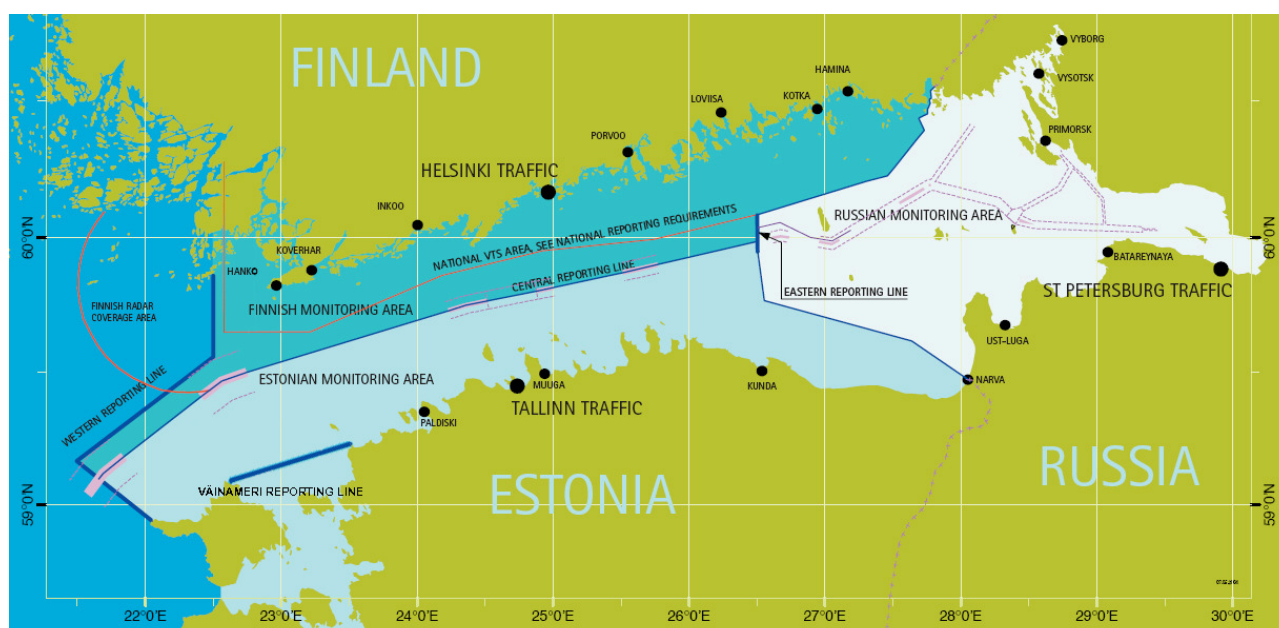 FINLAND
VYBORG
VYSOTSK
HAMINA
KOTKA
LOVIISA
PRIMORSK
PORVOO
HELSINKI TRAFFIC
INKOO
NATIONAL VTS AREA, SEE NATIONAL REPORTING REQUIREMENTS
RUSSIAN MONITORING AREA
60°0'N
60°0'N
KOVERHAR
HANKO
BATAREYNAYA
CENTRAL REPORTING LINE
EASTERN REPORTING LINE
ST PETERSBURG TRAFFIC
FINNISH RADAR
COVERAGE AREA
FINNISH MONITORING AREA
UST-LUGA
ESTONIAN MONITORING AREA
WESTERN REPORTING LINE
MUUGA
KUNDA
NARVA
TALLINN TRAFFIC
PALDISKI
VÄINAMERI REPORTING LINE
ESTONIA
RUSSIA
59°0'N
59°0'N
22°0'E
23°0'E
24°0'E
25°0'E
26°0'E
27°0'E
28°0'E
29°0'E
30°0'E